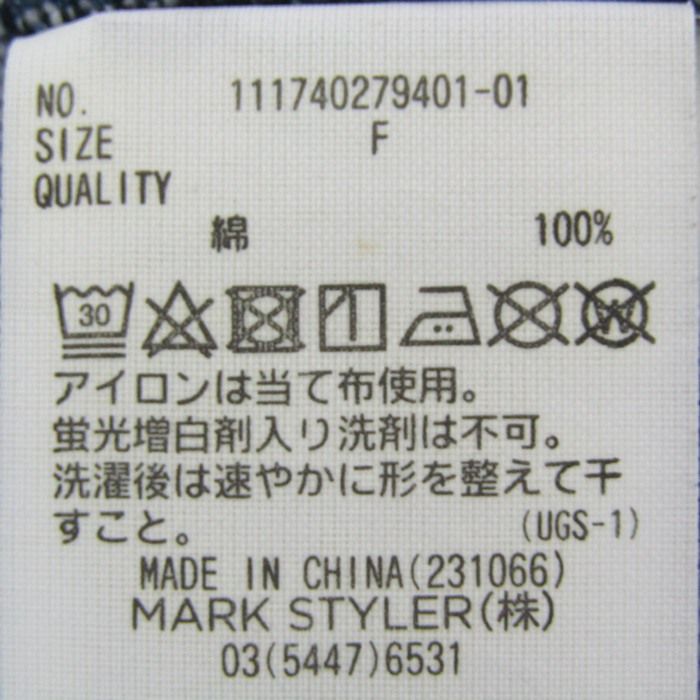 NO. 111740279401-01
SIZE F
QUALITY
綿 100%
30 W
アイロンは当て布使用。
蛍光増白剤入り洗剤は不可。
洗濯後は速やかに形を整えて干
すこと。 (UGS-1)
MADE IN CHINA(231066)
MARK STYLER(株)
03(5447)6531